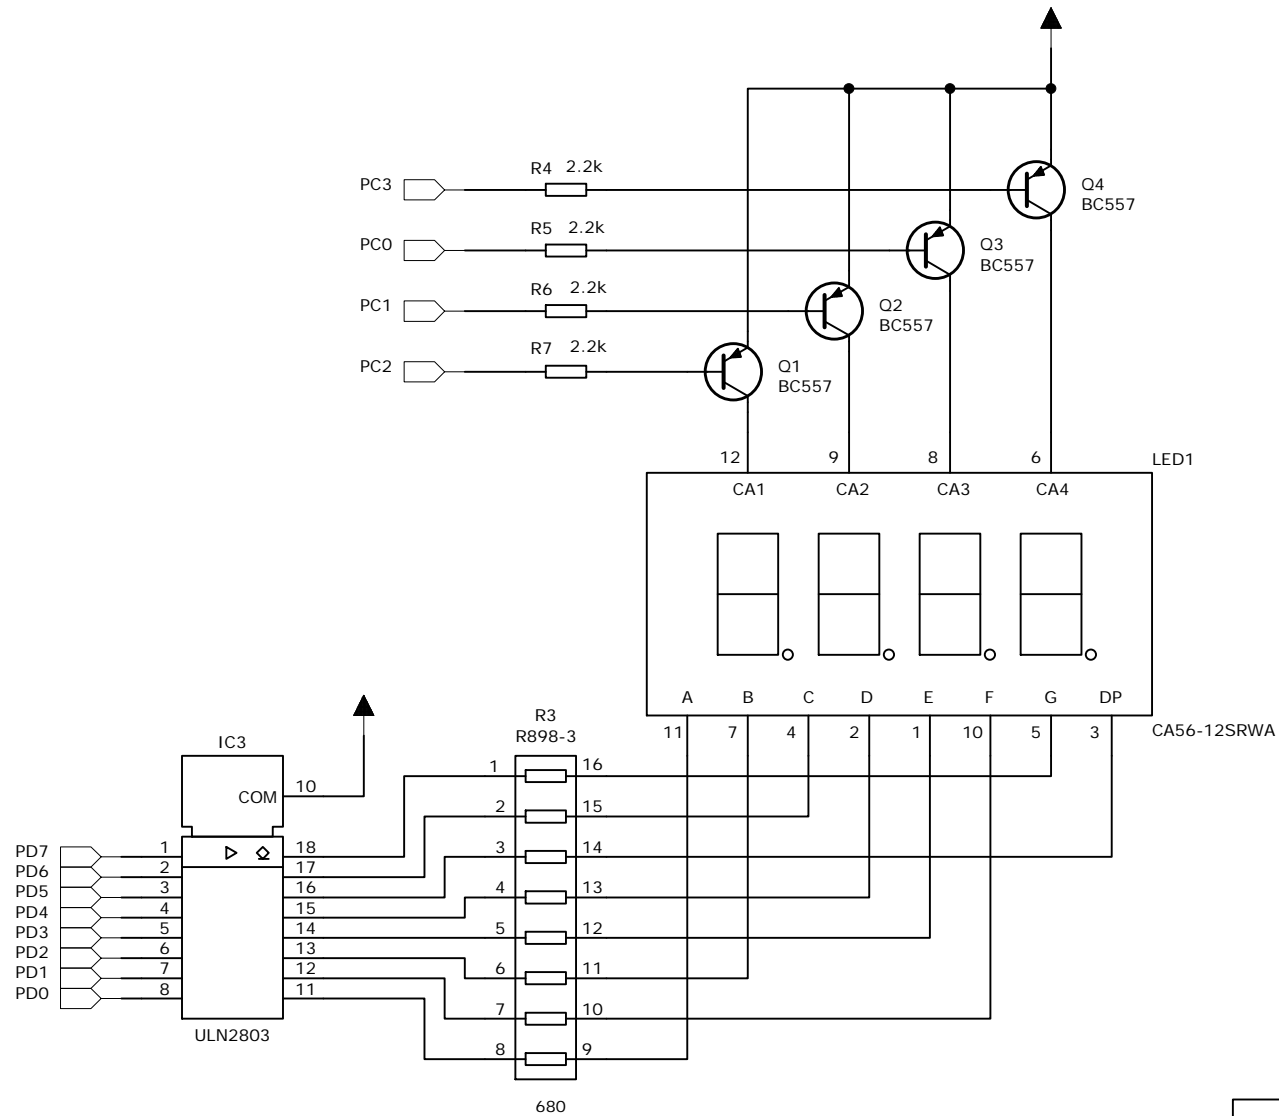 R4 2.2k
PC3
Q4
BC557
R5 2.2k
PC0
Q3
BC557
R6 2.2k
PC1
Q2
BC557
R7 2.2k
PC2
Q1
BC557
12 9 8 6
LED1
CA1 CA2 CA3 CA4
A B C D E F G DP
11 7 4 2 1 10 5 3
CA56-12SRWA
R3
R898-3
IC3
COM 10
1 16
2 15
3 14
4 13
5 12
6 11
7 10
8 9
680
PD7 1 18
PD6 2 17
PD5 3 16
PD4 4 15
PD3 5 14
PD2 6 13
PD1 7 12
PD0 8 11
ULN2803